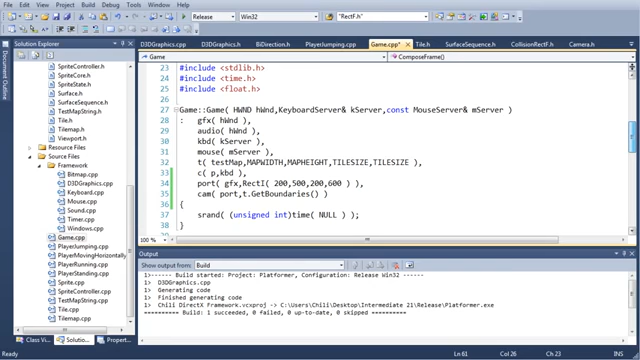 File Edit View Project Build Debug Team Data Tools Test Window Help
Release Win32 "RectF.h"
Solution Explorer
D3DGraphics.cpp D3DGraphics.h BiDirection.h PlayerJumping.cpp Game.cpp* Tile.h SurfaceSequence.h CollisionRectF.h Camera.h
Game ComposeFrame()
Document Outline
SpriteController.h
SpriteCore.h
SpriteState.h
Surface.h
SurfaceSequence.h
TestMapString.h
Tile.h
Tilemap.h
Viewport.h
Resource Files
Source Files
Framework
Bitmap.cpp
D3DGraphics.cpp
Keyboard.cpp
Mouse.cpp
Sound.cpp
Timer.cpp
Windows.cpp
Game.cpp
PlayerJumping.cpp
PlayerMovingHorizontally
PlayerRunning.cpp
PlayerStanding.cpp
Sprite.cpp
TestMapString.cpp
Tile.cpp
Tilemap.cpp
Class Vi... Solutio... Propert...
23 #include <stdlib.h>
24 #include <time.h>
25 #include <float.h>
26
27 Game::Game( HWND hWnd,KeyboardServer& kServer,const MouseServer& mServer )
28 : gfx( hWnd ),
29 audio( hWnd ),
30 kbd( kServer ),
31 mouse( mServer ),
32 t( testMap,MAPWIDTH,MAPHEIGHT,TILESIZE,TILESIZE ),
33 c( p,kbd ),
34 port( gfx,RectI( 200,500,200,600 ) ),
35 cam( port,t.GetBoundaries() )
36 {
37 srand( (unsigned int)time( NULL ) );
38 }
100 %
Output
Show output from: Build
1>------ Build started: Project: Platformer, Configuration: Release Win32 ------
1> D3DGraphics.cpp
1> Generating code
1> Finished generating code
1> Chili DirectX Framework.vcxproj -> C:\Users\Chili\Desktop\Intermediate 21\Release\Platformer.exe
========== Build: 1 succeeded, 0 failed, 0 up-to-date, 0 skipped ==========
Ln 61 Col 26 Ch 23 INS